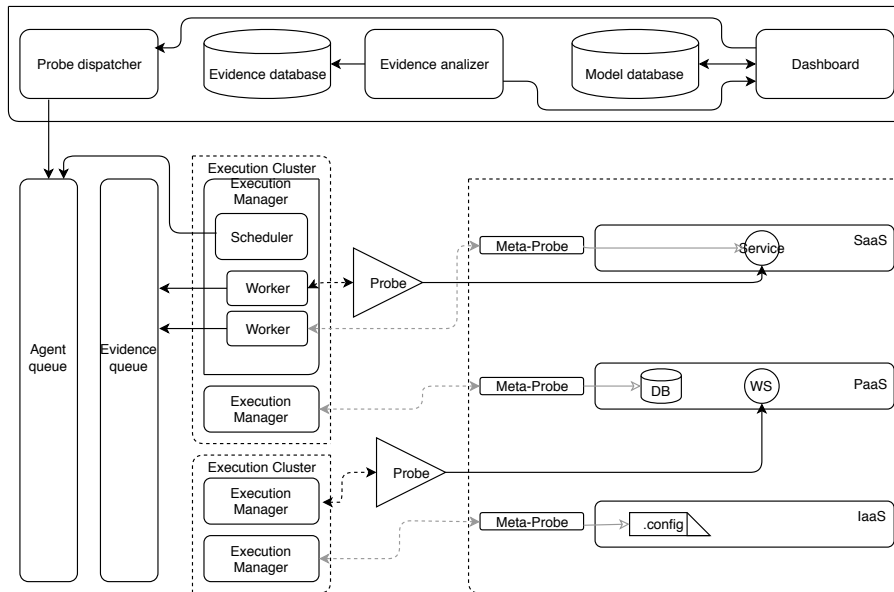 Probe dispatcher
Evidence database
Evidence analizer
Model database
Dashboard
Execution Cluster
Execution
Manager
Scheduler
Worker
Worker
Execution
Manager
Agent
queue
Evidence
queue
Probe
Meta-Probe
Service
SaaS
Meta-Probe
DB
WS
PaaS
Execution Cluster
Execution
Manager
Execution
Manager
Probe
Meta-Probe
.config
IaaS